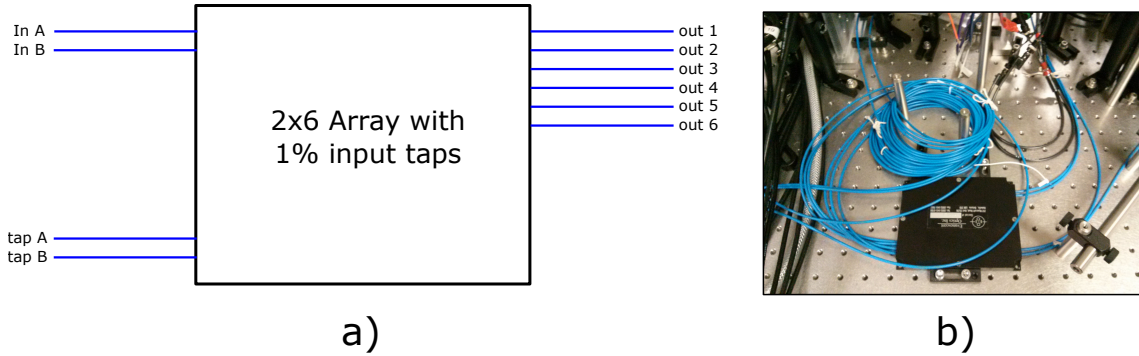 In A
In B
out 1
out 2
out 3
out 4
out 5
out 6
2x6 Array with
1% input taps
tap A
tap B
a)
b)